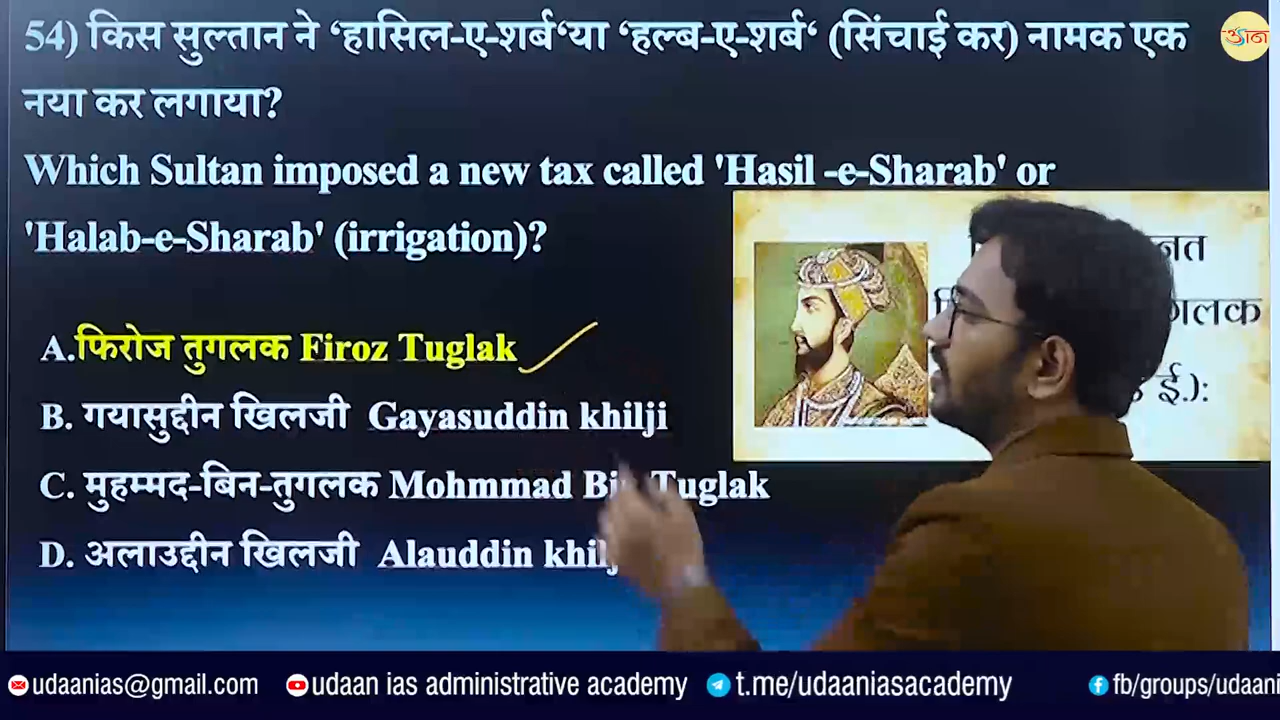 54) किस सुल्तान ने ‘हासिल-ए-शर्ब‘या ‘हल्ब-ए-शर्ब‘ (सिंचाई कर) नामक एक
नया कर लगाया?
Which Sultan imposed a new tax called 'Hasil -e-Sharab' or
'Halab-e-Sharab' (irrigation)?
A.फिरोज तुगलक Firoz Tuglak
B. गयासुद्दीन खिलजी Gayasuddin khilji
C. मुहम्मद-बिन-तुगलक Mohmmad Tuglak
D. अलाउद्दीन खिलजी Alauddin
ई.):
उड़ान
udaanias@gmail.com udaan ias administrative academy t.me/udaaniasacademy fb/groups/udaani